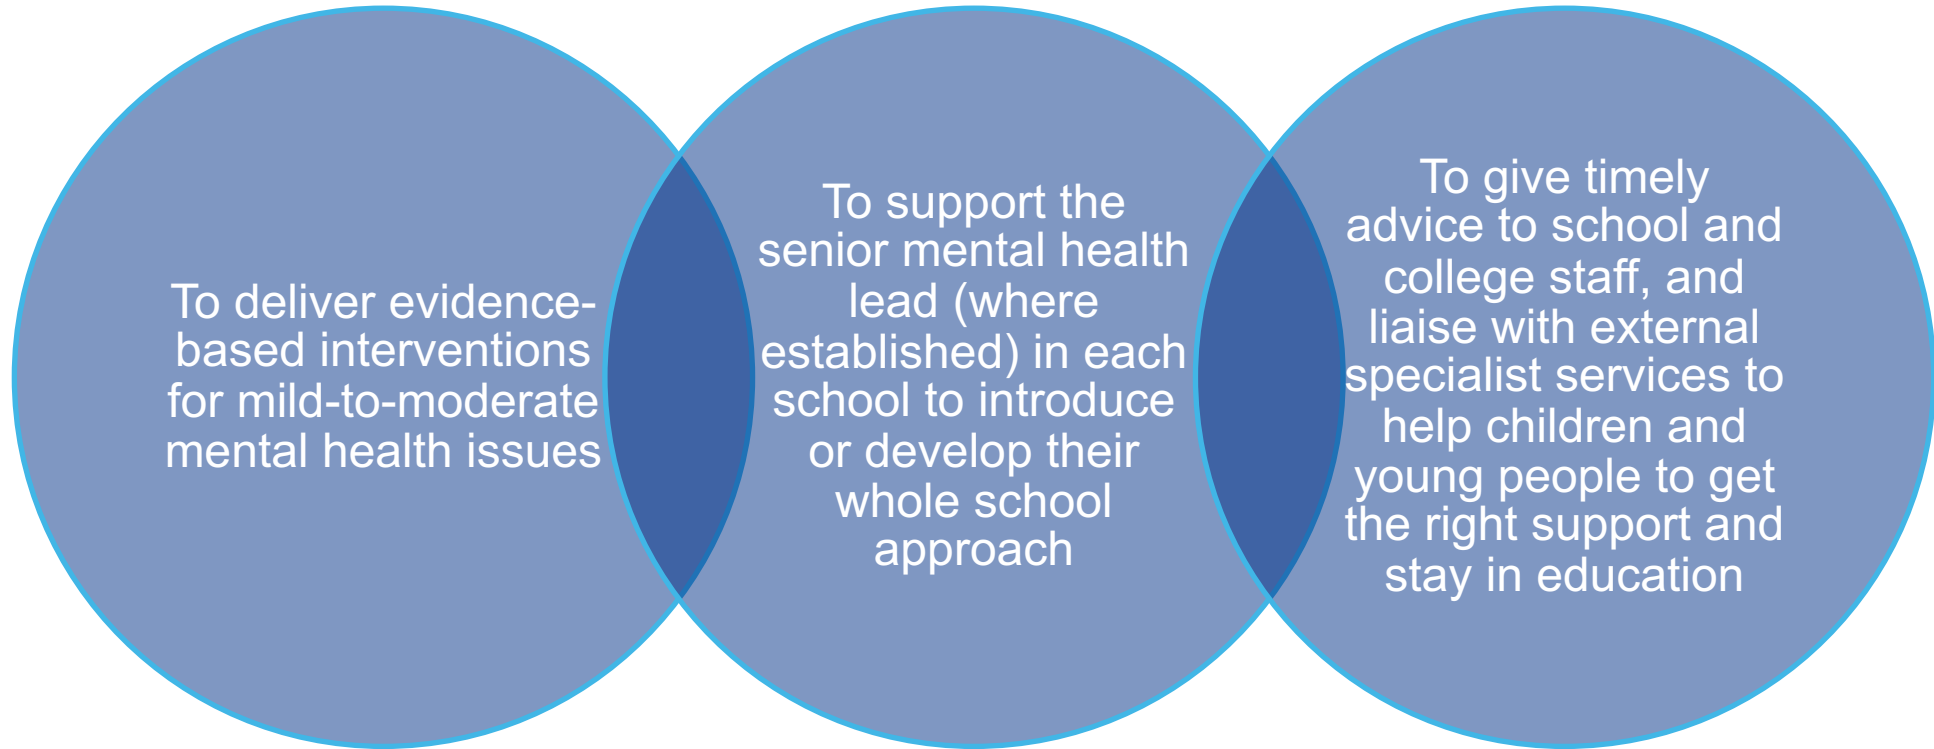 To deliver evidence-
based interventions
for mild-to-moderate
mental health issues
To support the
senior mental health
lead (where
established) in each
school to introduce
or develop their
whole school
approach
To give timely
advice to school and
college staff, and
liaise with external
specialist services to
help children and
young people to get
the right support and
stay in education